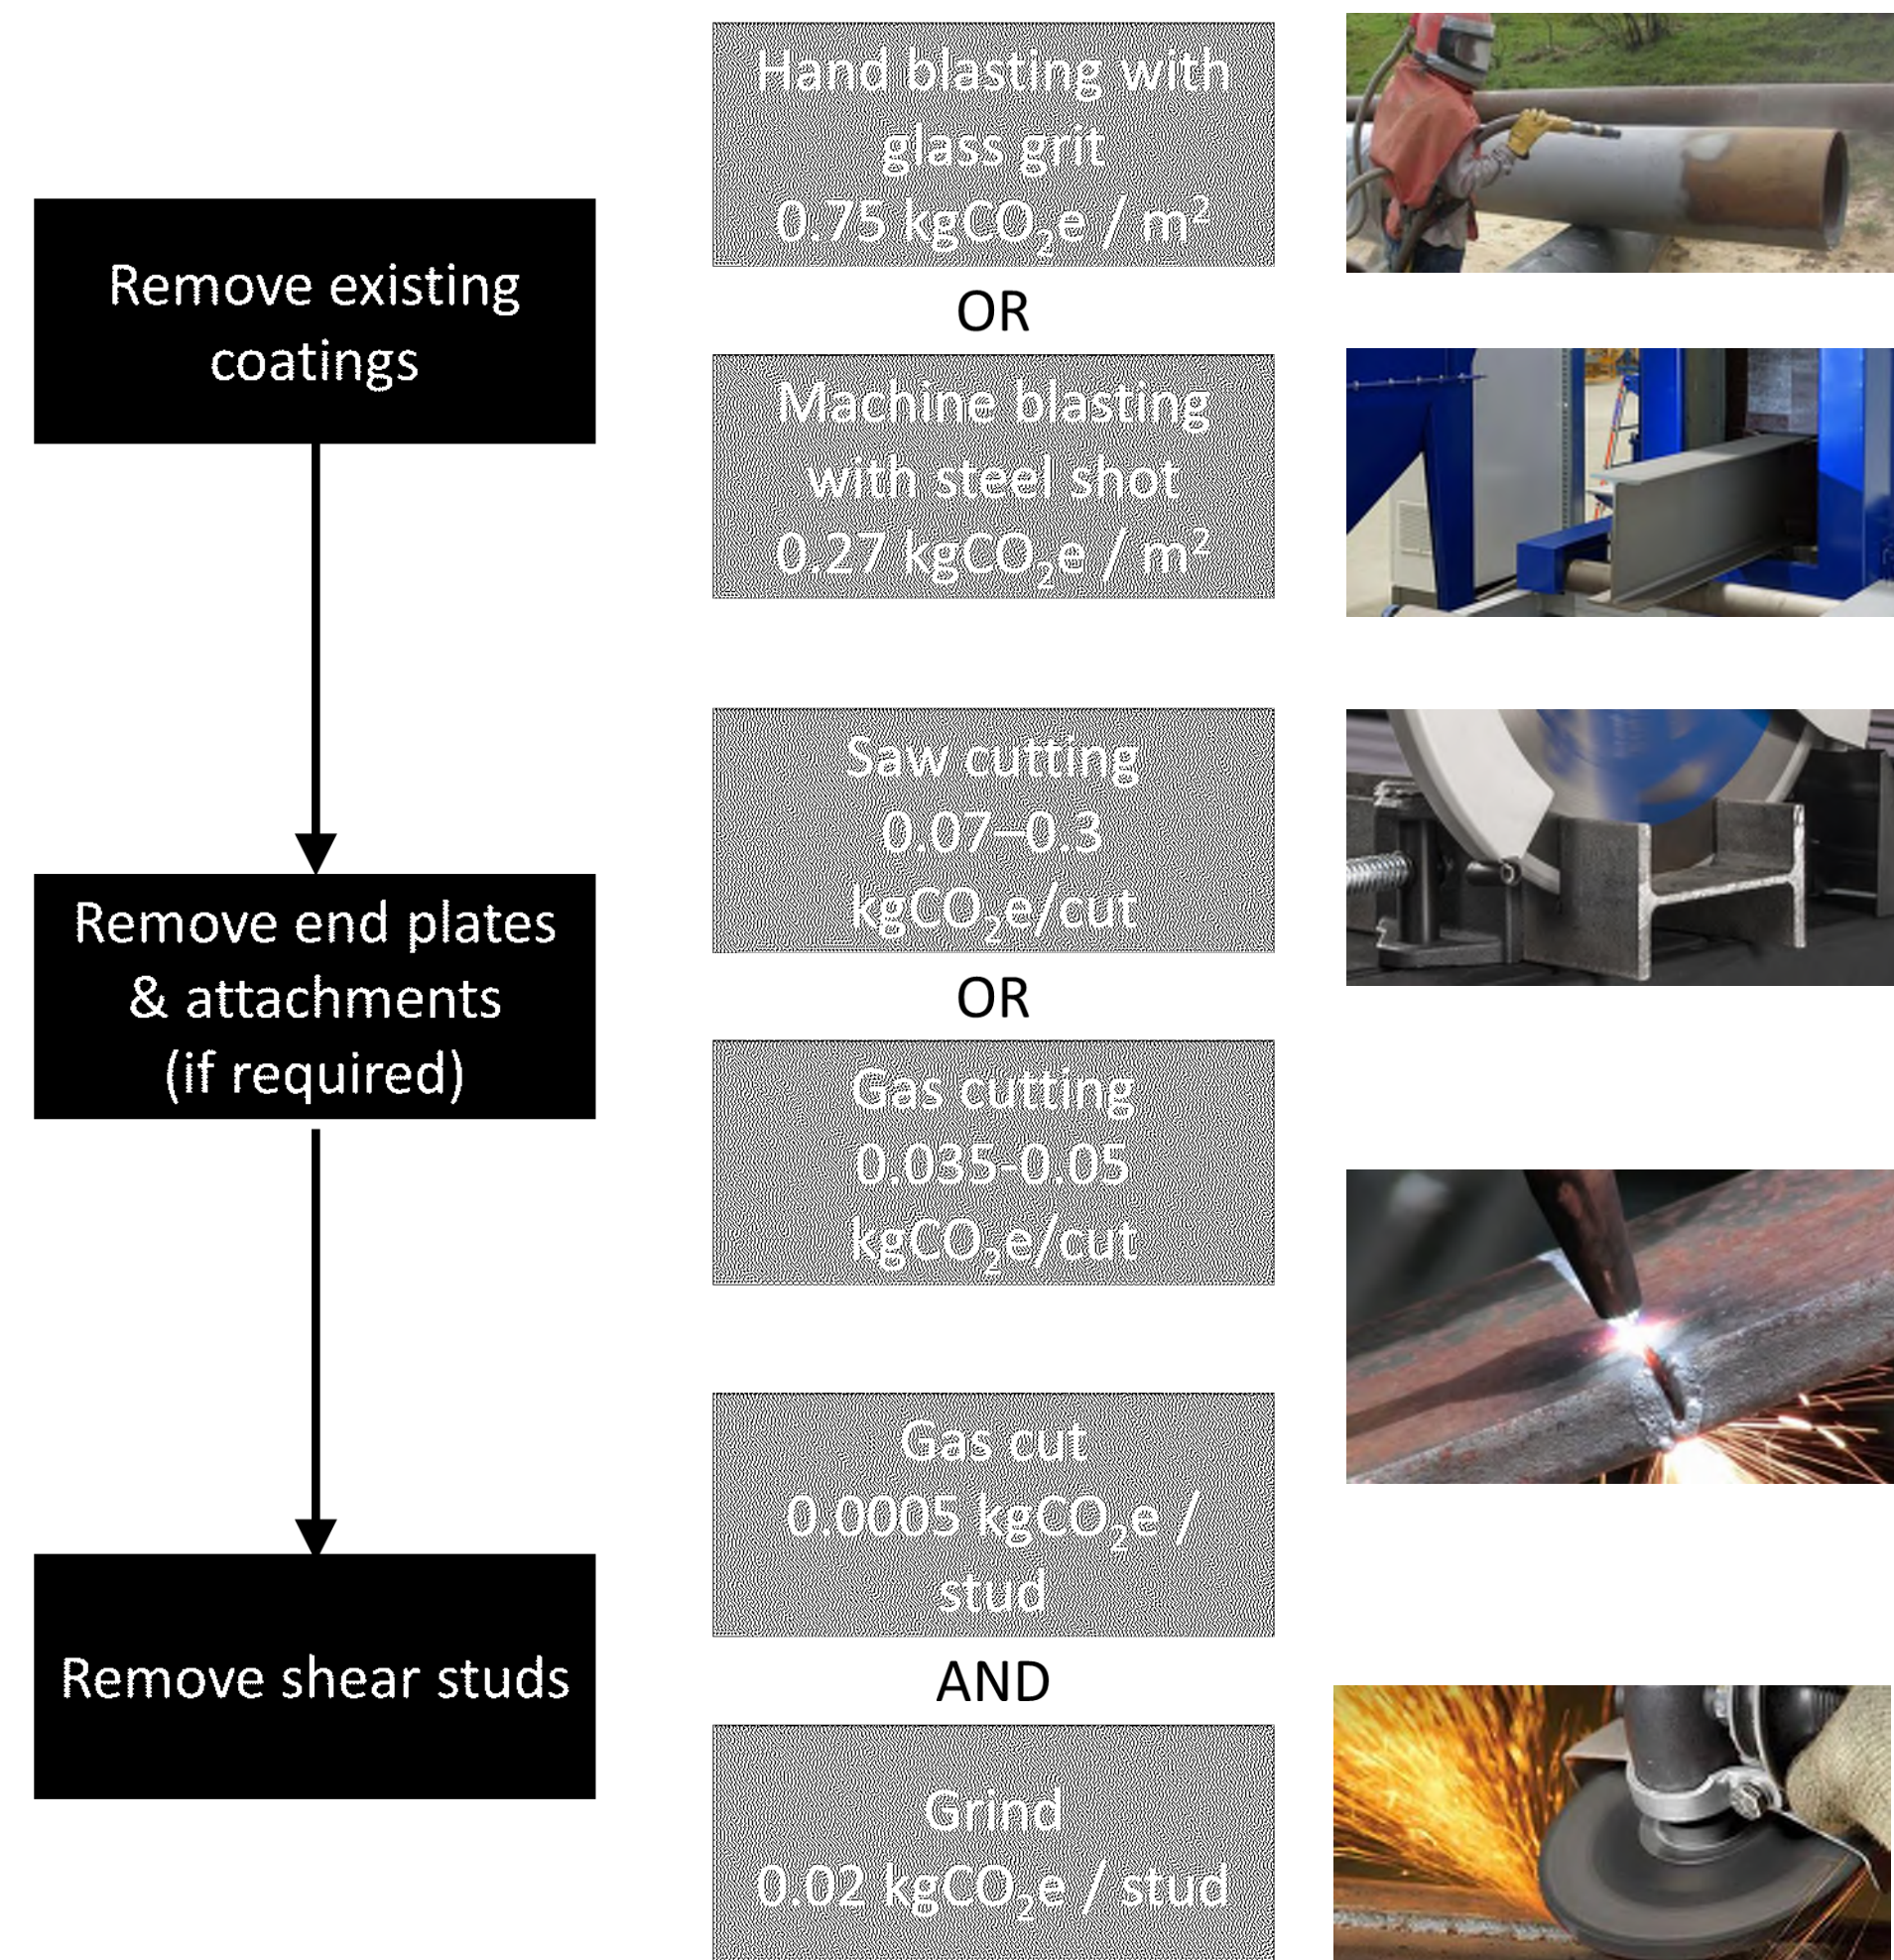 Remove existing
coatings
Hand blasting with
glass grit
0.75 kgCO₂e / m²
OR
Machine blasting
with steel shot
0.27 kgCO₂e / m²
Remove end plates
& attachments
(if required)
Saw cutting
0.07–0.3
kgCO₂e/cut
OR
Gas cutting
0.035-0.05
kgCO₂e/cut
Remove shear studs
Gas cut
0.0005 kgCO₂e /
stud
AND
Grind
0.02 kgCO₂e / stud